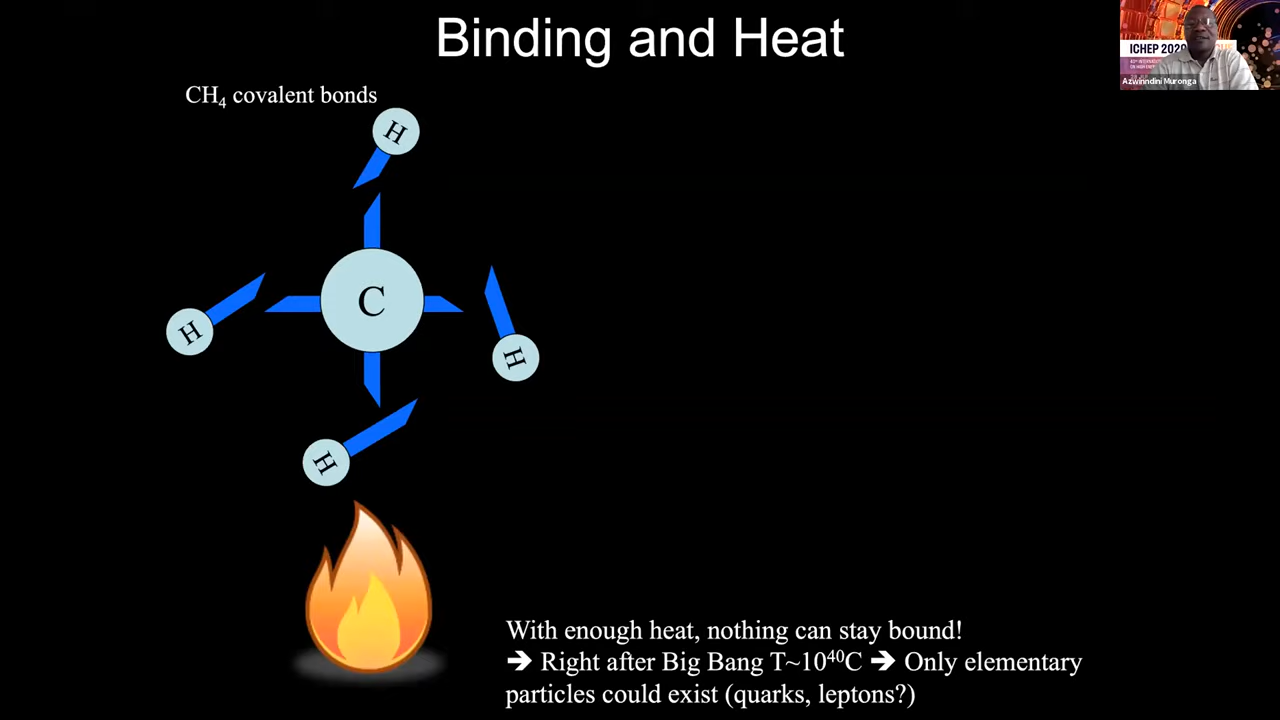 Binding and Heat
ICHEP 2020
Azwinndini Muronga
CH₄ covalent bonds
H
C
H
H
H
With enough heat, nothing can stay bound!
➔ Right after Big Bang T~10⁴⁰C ➔ Only elementary
particles could exist (quarks, leptons?)